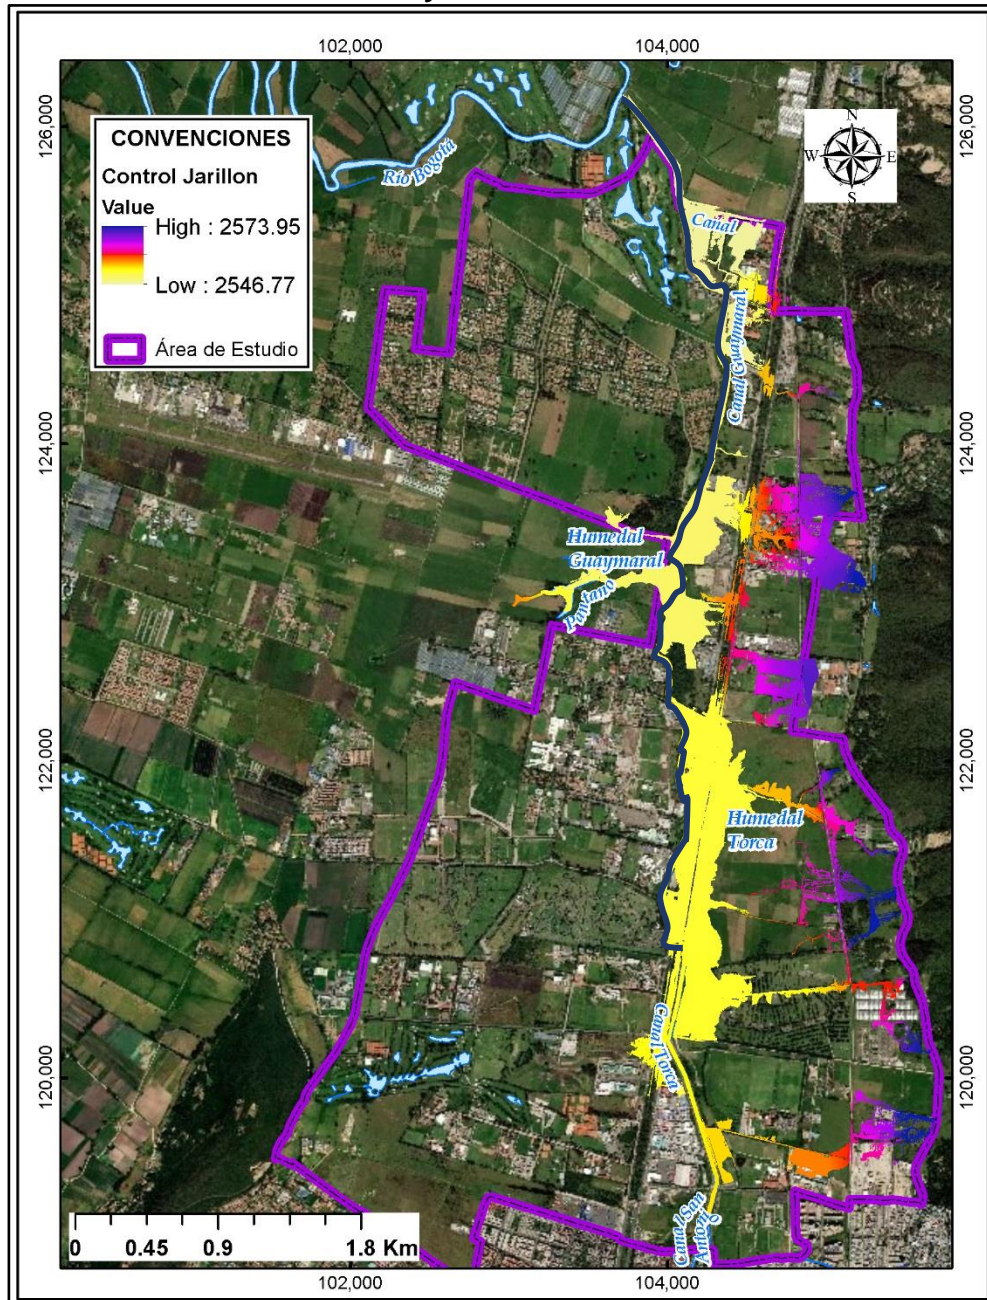 102,000
104,000
126,000
126,000
CONVENCIONES
Control Jarillon
Value
High : 2573.95
Low : 2546.77
Área de Estudio
N
W
E
S
Río Bogotá
Canal
Canal Guaymaral
124,000
124,000
Humedal
Guaymaral
Pantano
122,000
122,000
Humedal
Torca
Canal Torca
120,000
120,000
Canal San
Antonio
0
0.45
0.9
1.8 Km
102,000
104,000